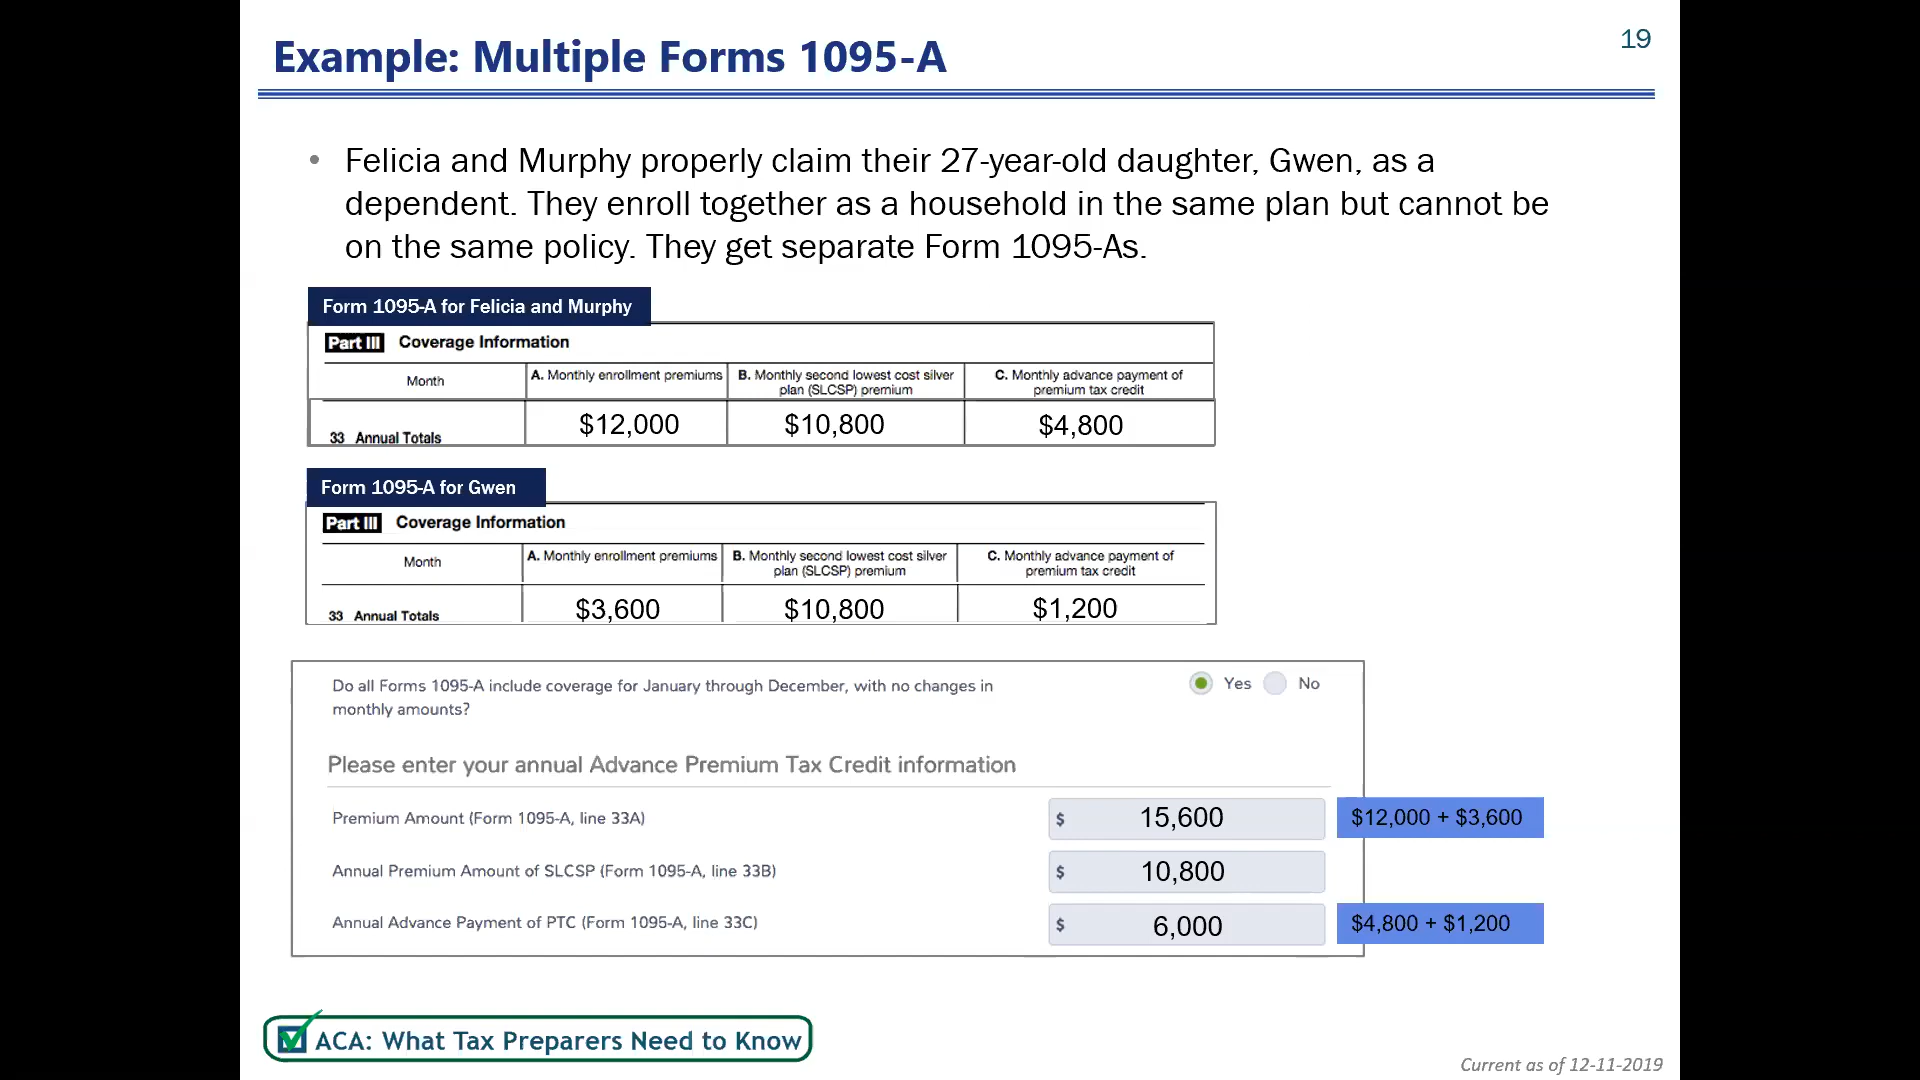 19
Example: Multiple Forms 1095-A
• Felicia and Murphy properly claim their 27-year-old daughter, Gwen, as a
dependent. They enroll together as a household in the same plan but cannot be
on the same policy. They get separate Form 1095-As.
Form 1095-A for Felicia and Murphy
Part III Coverage Information
Month A. Monthly enrollment premiums B. Monthly second lowest cost silver C. Monthly advance payment of
plan (SLCSP) premium premium tax credit
33 Annual Totals $12,000 $10,800 $4,800
Form 1095-A for Gwen
Part III Coverage Information
Month A. Monthly enrollment premiums B. Monthly second lowest cost silver C. Monthly advance payment of
plan (SLCSP) premium premium tax credit
33 Annual Totals $3,600 $10,800 $1,200
Do all Forms 1095-A include coverage for January through December, with no changes in Yes No
monthly amounts?
Please enter your annual Advance Premium Tax Credit information
Premium Amount (Form 1095-A, line 33A) $ 15,600 $12,000 + $3,600
Annual Premium Amount of SLCSP (Form 1095-A, line 33B) $ 10,800
Annual Advance Payment of PTC (Form 1095-A, line 33C) $ 6,000 $4,800 + $1,200
ACA: What Tax Preparers Need to Know
Current as of 12-11-2019